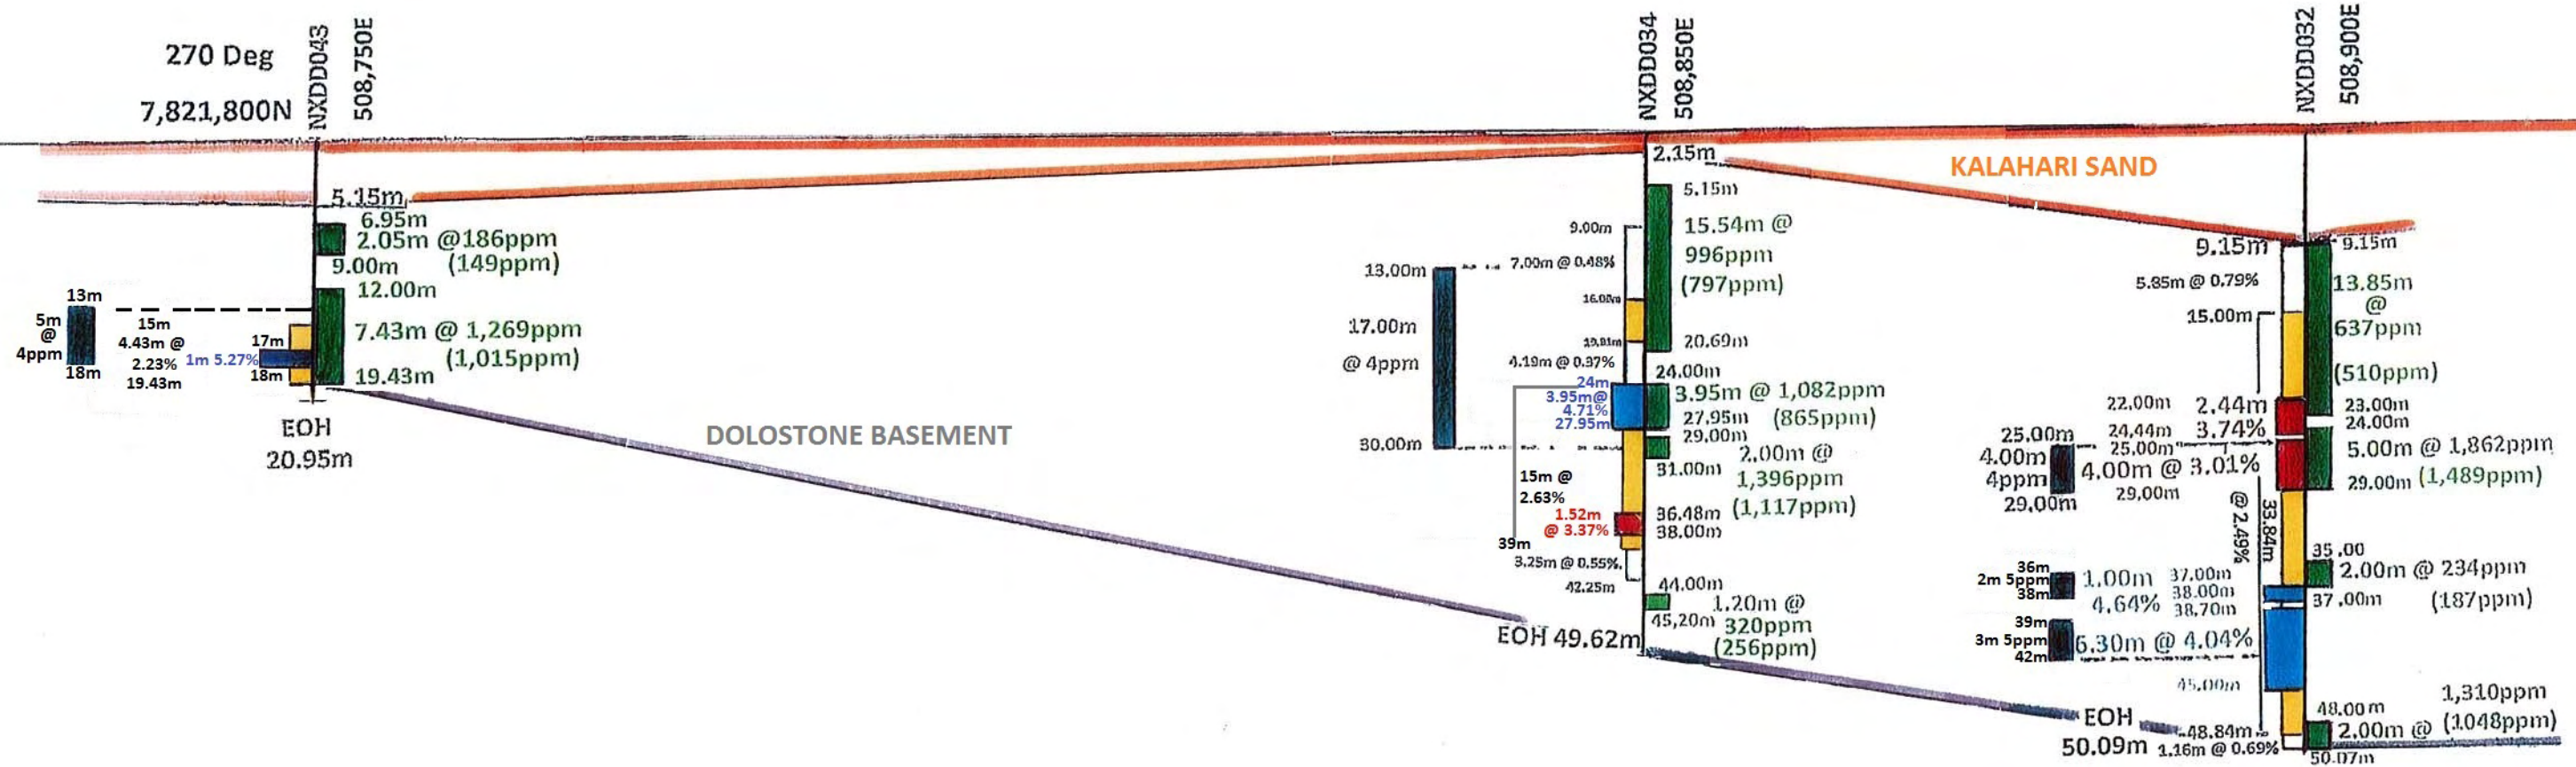 270 Deg
7,821,800N
NXDD043
508,750E
NXDD034
508,850E
NXDD032
508,900E
KALAHARI SAND
DOLOSTONE BASEMENT
5.15m
6.95m
2.05m @186ppm
9.00m (149ppm)
12.00m
7.43m @ 1,269ppm
(1,015ppm)
19.43m
13m
5m
@
4ppm
18m
15m
4.43m @
2.23%
19.43m
17m
1m 5.27%
18m
EOH
20.95m
2.15m
5.15m
15.54m @
996ppm
(797ppm)
20.69m
9.00m
7.00m @ 0.48%
13.00m
17.00m
@ 4ppm
30.00m
4.19m @ 0.37%
24m
3.95m@
4.71%
27.95m
24.00m
3.95m @ 1,082ppm
27.95m (865ppm)
29.00m
2.00m @
31.00m
1,396ppm
(1,117ppm)
15m @
2.63%
1.52m
@ 3.37%
36.48m
38.00m
39m
3.25m @ 0.55%
42.25m
44.00m
1.20m @
45,20m
320ppm
(256ppm)
EOH 49.62m
9.15m
9.15m
5.85m @ 0.79%
13.85m
@
637ppm
(510ppm)
15.00m
22,00m
2.44m
24,44m
3.74%
23.00m
24.00m
25.00m
25.00m
4.00m
4ppm
29.00m
4.00m @ 3.01%
29,00m
5.00m @ 1,862ppm
29.00m (1,489ppm)
33.84m
@ 2.49%
35.00
2.00m @ 234ppm
37.00m (187ppm)
36m
2m 5ppm
38m
1.00m
4.64%
37.00m
38.00m
38.70m
39m
3m 5ppm
42m
6.30m @ 4.04%
45.00m
1,310ppm
48.00m
2.00m @ (1048ppm)
EOH
50.09m
48.84m
1.16m @ 0.69%
50.07m